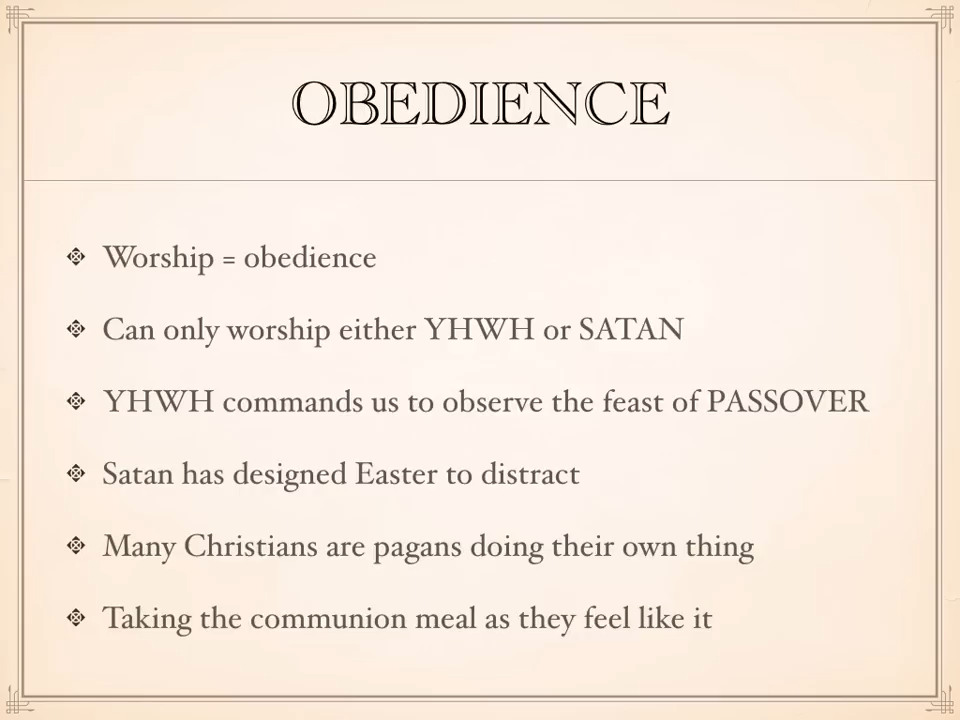 OBEDIENCE
Worship = obedience
Can only worship either YHWH or SATAN
YHWH commands us to observe the feast of PASSOVER
Satan has designed Easter to distract
Many Christians are pagans doing their own thing
Taking the communion meal as they feel like it